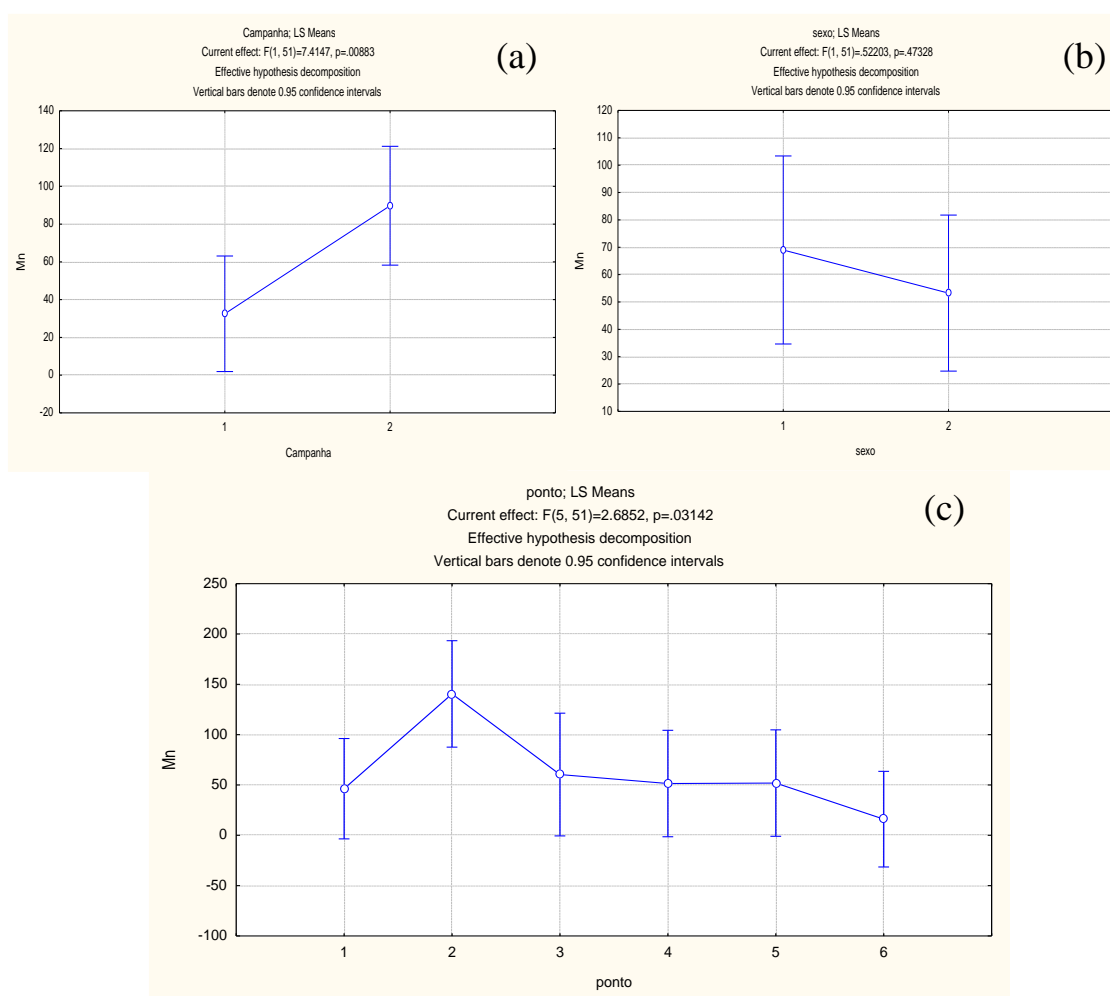 Campanha; LS Means
Current effect: F(1, 51)=7.4147, p=.00883
Effective hypothesis decomposition
Vertical bars denote 0.95 confidence intervals
(a)
140
120
100
80
60
40
20
0
-20
Mn
1 2
Campanha
sexo; LS Means
Current effect: F(1, 51)=.52203, p=.47328
Effective hypothesis decomposition
Vertical bars denote 0.95 confidence intervals
(b)
120
110
100
90
80
70
60
50
40
30
20
10
Mn
1 2
sexo
ponto; LS Means
Current effect: F(5, 51)=2.6852, p=.03142
Effective hypothesis decomposition
Vertical bars denote 0.95 confidence intervals
(c)
250
200
150
100
50
0
-50
-100
Mn
1 2 3 4 5 6
ponto